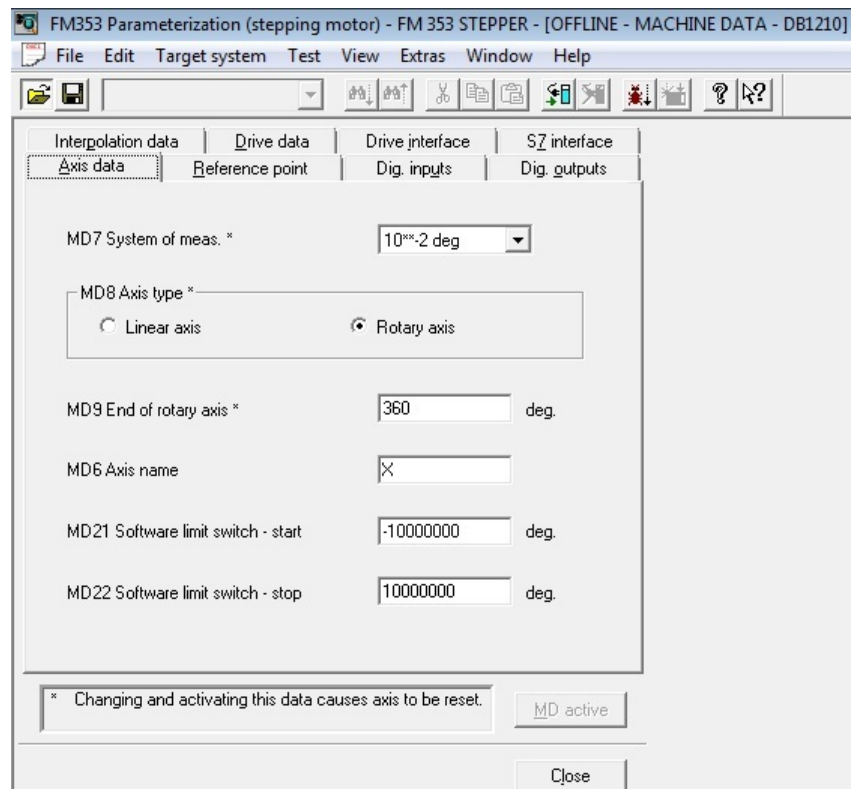 FM353 Parameterization (stepping motor) - FM 353 STEPPER - [OFFLINE - MACHINE DATA - DB1210]
File Edit Target system Test View Extras Window Help
Interpolation data Drive data Drive interface S7 interface
Axis data Reference point Dig. inputs Dig. outputs
MD7 System of meas. * 10**-2 deg
MD8 Axis type *
Linear axis Rotary axis
MD9 End of rotary axis * 360 deg.
MD6 Axis name X
MD21 Software limit switch - start -10000000 deg.
MD22 Software limit switch - stop 10000000 deg.
* Changing and activating this data causes axis to be reset. MD active
Close